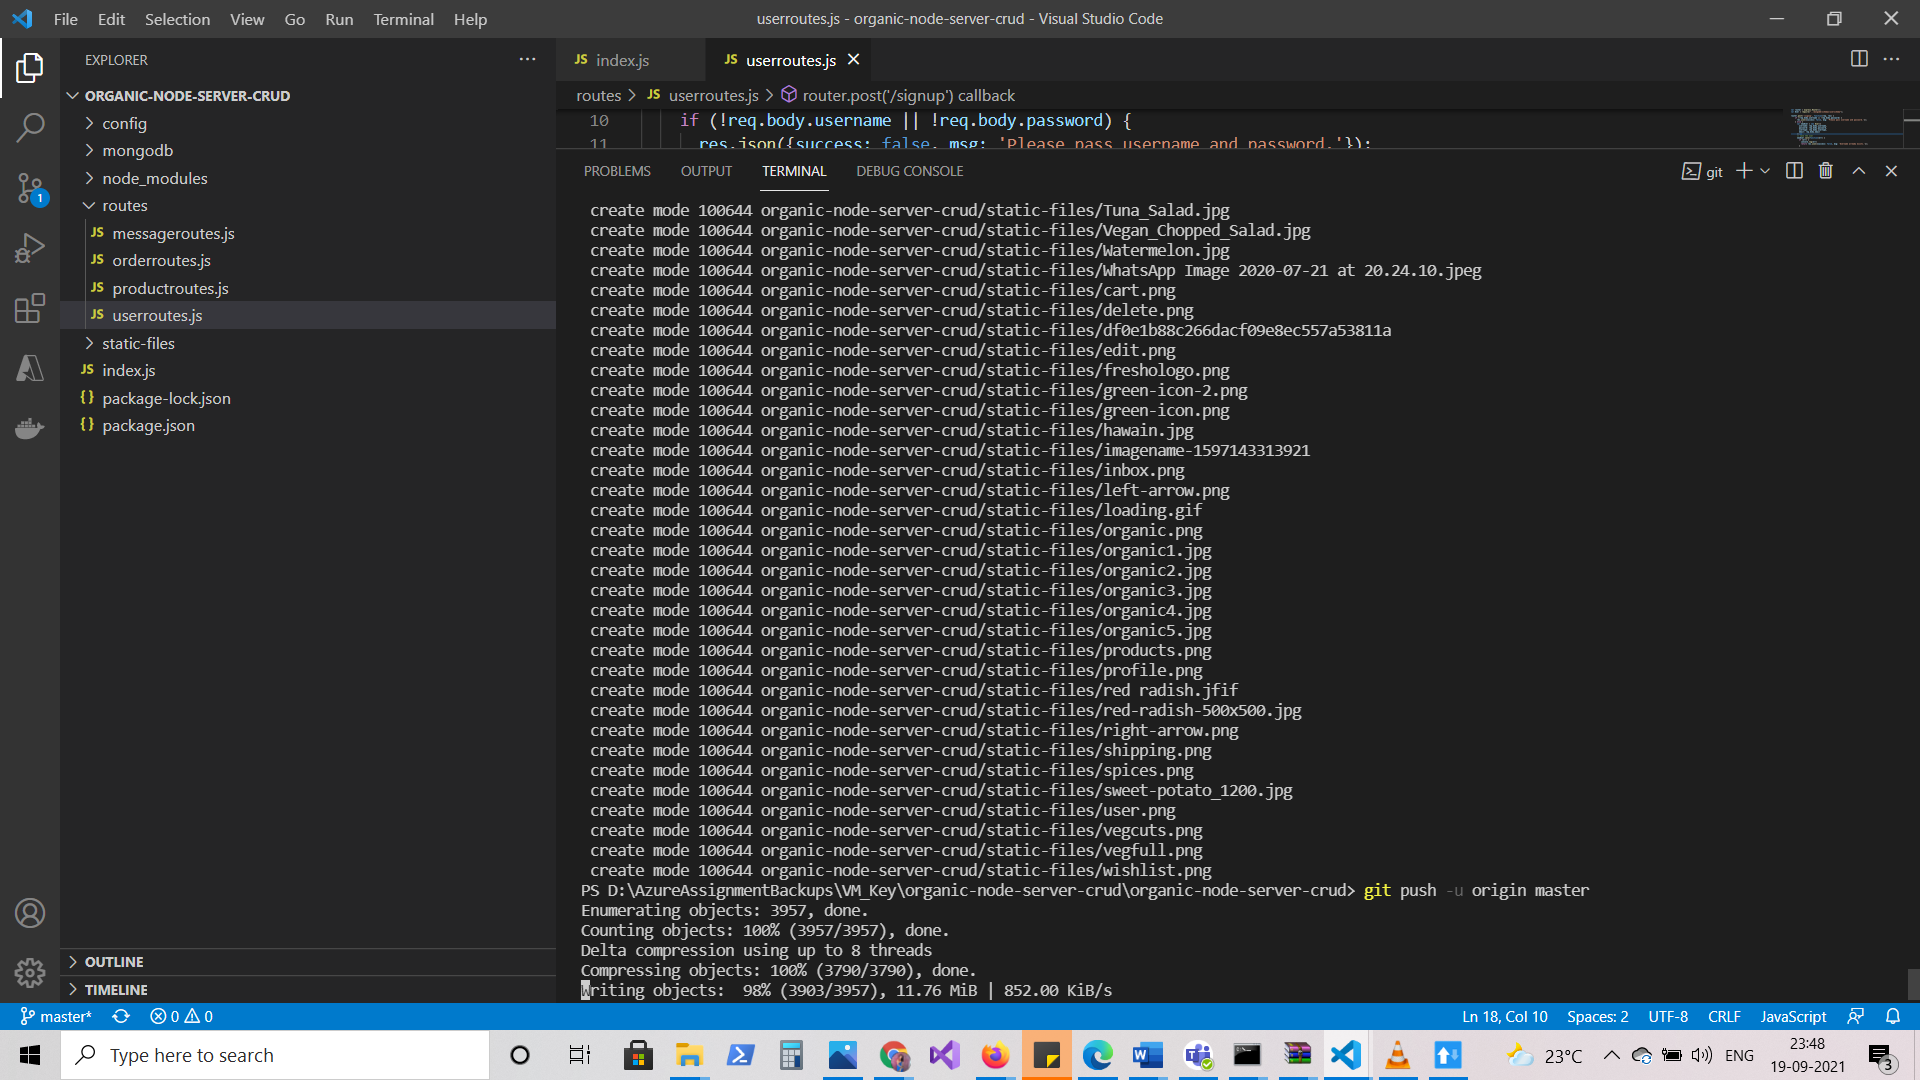 File Edit Selection View Go Run Terminal Help
userroutes.js - organic-node-server-crud - Visual Studio Code
EXPLORER
ORGANIC-NODE-SERVER-CRUD
config
mongodb
node_modules
routes
JS messageroutes.js
JS orderroutes.js
JS productroutes.js
JS userroutes.js
static-files
JS index.js
{} package-lock.json
{} package.json
OUTLINE
TIMELINE
1
JS index.js
JS userroutes.js
routes > JS userroutes.js > router.post('/signup') callback
10 if (!req.body.username || !req.body.password) {
11 res.json({success: false, msg: 'Please pass username and password.'});
PROBLEMS OUTPUT TERMINAL DEBUG CONSOLE
git
create mode 100644 organic-node-server-crud/static-files/Tuna_Salad.jpg
create mode 100644 organic-node-server-crud/static-files/Vegan_Chopped_Salad.jpg
create mode 100644 organic-node-server-crud/static-files/Watermelon.jpg
create mode 100644 organic-node-server-crud/static-files/WhatsApp Image 2020-07-21 at 20.24.10.jpeg
create mode 100644 organic-node-server-crud/static-files/cart.png
create mode 100644 organic-node-server-crud/static-files/delete.png
create mode 100644 organic-node-server-crud/static-files/df0e1b88c266dacf09e8ec557a53811a
create mode 100644 organic-node-server-crud/static-files/edit.png
create mode 100644 organic-node-server-crud/static-files/freshologo.png
create mode 100644 organic-node-server-crud/static-files/green-icon-2.png
create mode 100644 organic-node-server-crud/static-files/green-icon.png
create mode 100644 organic-node-server-crud/static-files/hawain.jpg
create mode 100644 organic-node-server-crud/static-files/imagename-1597143313921
create mode 100644 organic-node-server-crud/static-files/inbox.png
create mode 100644 organic-node-server-crud/static-files/left-arrow.png
create mode 100644 organic-node-server-crud/static-files/loading.gif
create mode 100644 organic-node-server-crud/static-files/organic.png
create mode 100644 organic-node-server-crud/static-files/organic1.jpg
create mode 100644 organic-node-server-crud/static-files/organic2.jpg
create mode 100644 organic-node-server-crud/static-files/organic3.jpg
create mode 100644 organic-node-server-crud/static-files/organic4.jpg
create mode 100644 organic-node-server-crud/static-files/organic5.jpg
create mode 100644 organic-node-server-crud/static-files/products.png
create mode 100644 organic-node-server-crud/static-files/profile.png
create mode 100644 organic-node-server-crud/static-files/red radish.jfif
create mode 100644 organic-node-server-crud/static-files/red-radish-500x500.jpg
create mode 100644 organic-node-server-crud/static-files/right-arrow.png
create mode 100644 organic-node-server-crud/static-files/shipping.png
create mode 100644 organic-node-server-crud/static-files/spices.png
create mode 100644 organic-node-server-crud/static-files/sweet-potato_1200.jpg
create mode 100644 organic-node-server-crud/static-files/user.png
create mode 100644 organic-node-server-crud/static-files/vegcuts.png
create mode 100644 organic-node-server-crud/static-files/vegfull.png
create mode 100644 organic-node-server-crud/static-files/wishlist.png
PS D:\AzureAssignmentBackups\VM_Key\organic-node-server-crud\organic-node-server-crud> git push -u origin master
Enumerating objects: 3957, done.
Counting objects: 100% (3957/3957), done.
Delta compression using up to 8 threads
Compressing objects: 100% (3790/3790), done.
Writing objects: 98% (3903/3957), 11.76 MiB | 852.00 KiB/s
master* 0 0
Ln 18, Col 10 Spaces: 2 UTF-8 CRLF JavaScript
Type here to search
23°C ENG
23:48
19-09-2021
3